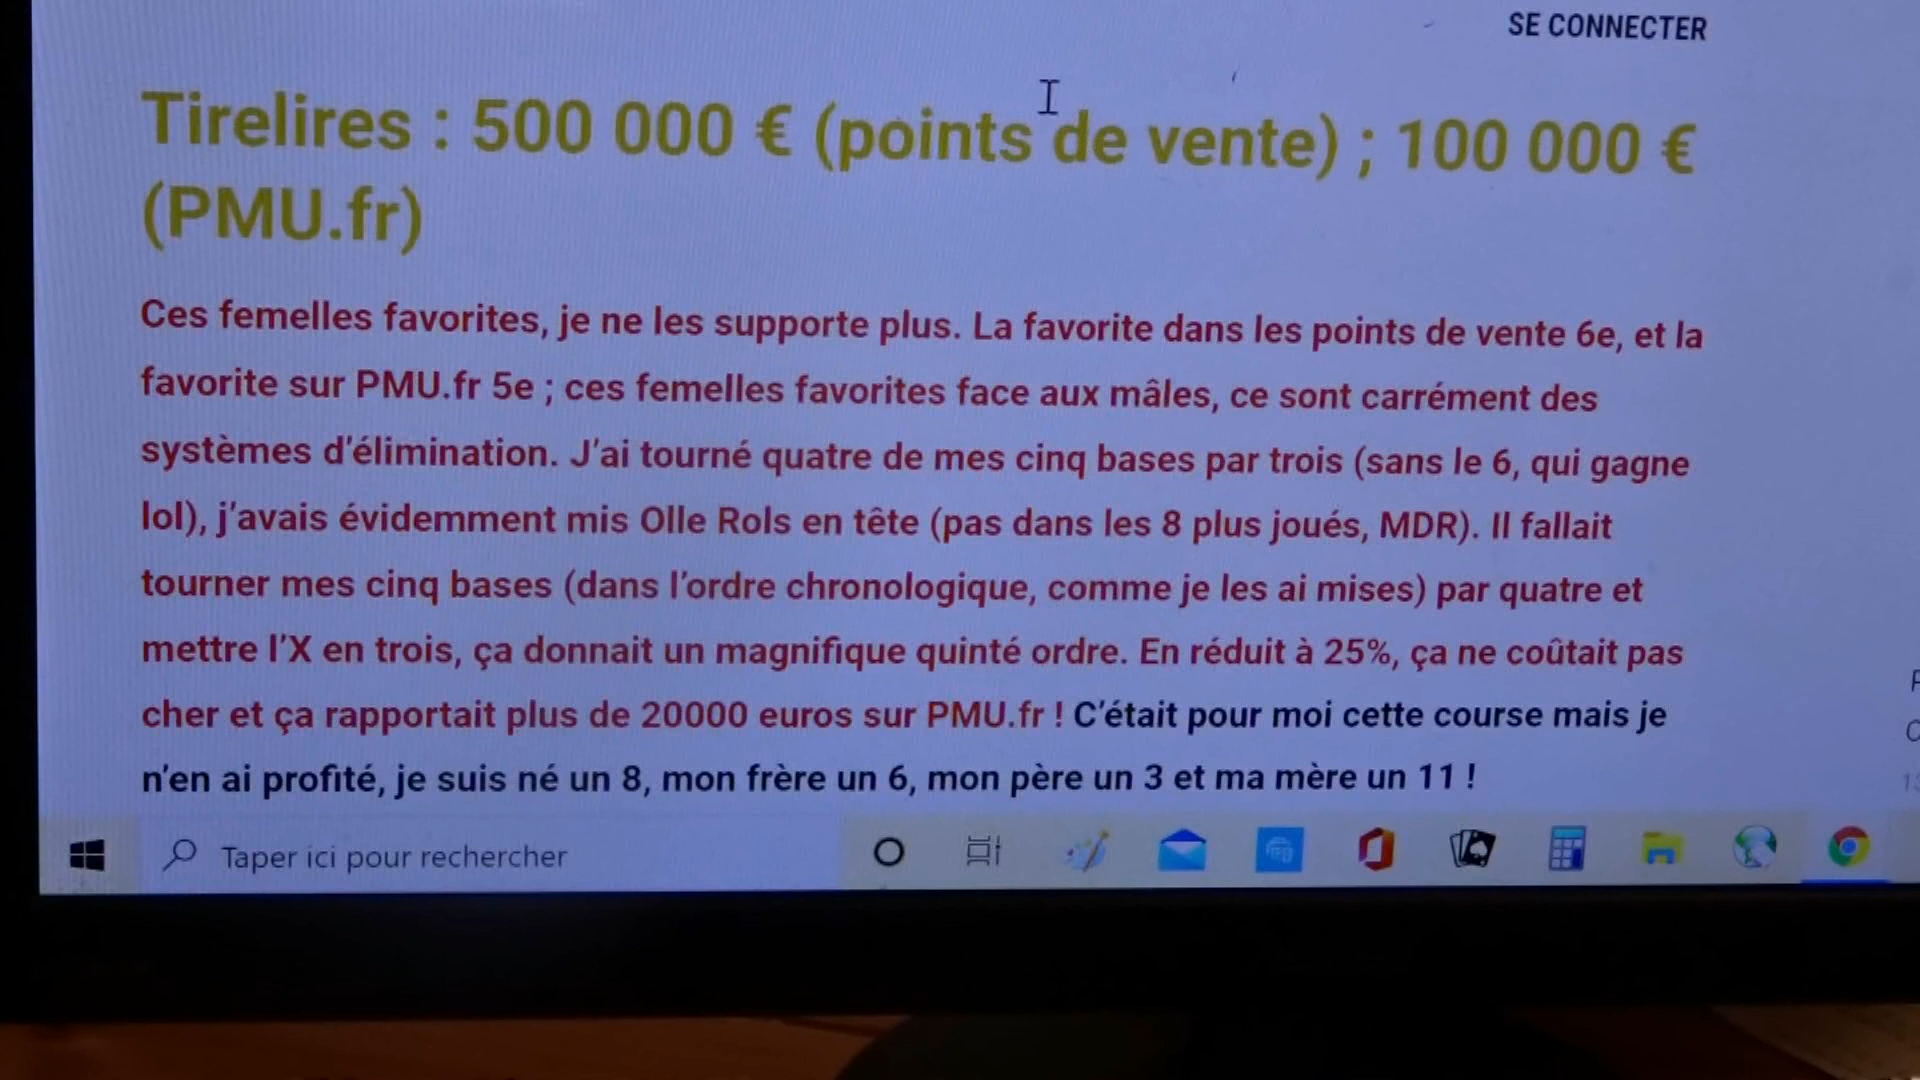 SE CONNECTER
Tirelires : 500 000 € (points de vente) ; 100 000 €
(PMU.fr)
Ces femelles favorites, je ne les supporte plus. La favorite dans les points de vente 6e, et la
favorite sur PMU.fr 5e ; ces femelles favorites face aux mâles, ce sont carrément des
systèmes d'élimination. J'ai tourné quatre de mes cinq bases par trois (sans le 6, qui gagne
lol), j'avais évidemment mis Olle Rols en tête (pas dans les 8 plus joués, MDR). Il fallait
tourner mes cinq bases (dans l'ordre chronologique, comme je les ai mises) par quatre et
mettre l'X en trois, ça donnait un magnifique quinté ordre. En réduit à 25%, ça ne coûtait pas
cher et ça rapportait plus de 20000 euros sur PMU.fr ! C'était pour moi cette course mais je
n'en ai profité, je suis né un 8, mon frère un 6, mon père un 3 et ma mère un 11 !
Taper ici pour rechercher